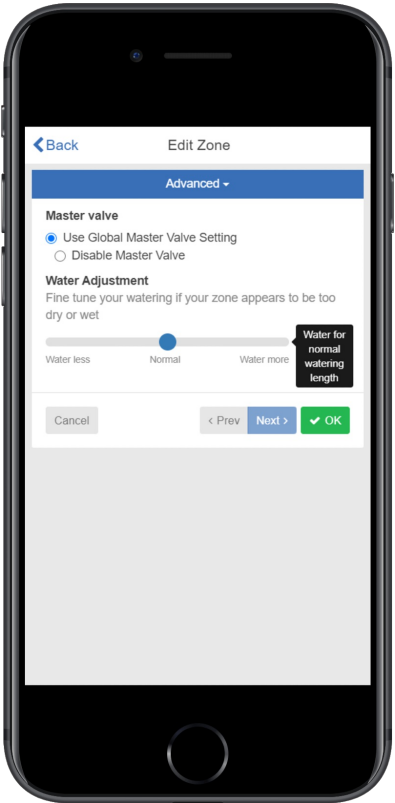 Back
Edit Zone
Advanced
Master valve
Use Global Master Valve Setting
Disable Master Valve
Water Adjustment
Fine tune your watering if your zone appears to be too
dry or wet
Water less
Normal
Water more
Water for
normal
watering
length
Cancel
< Prev
Next >
OK